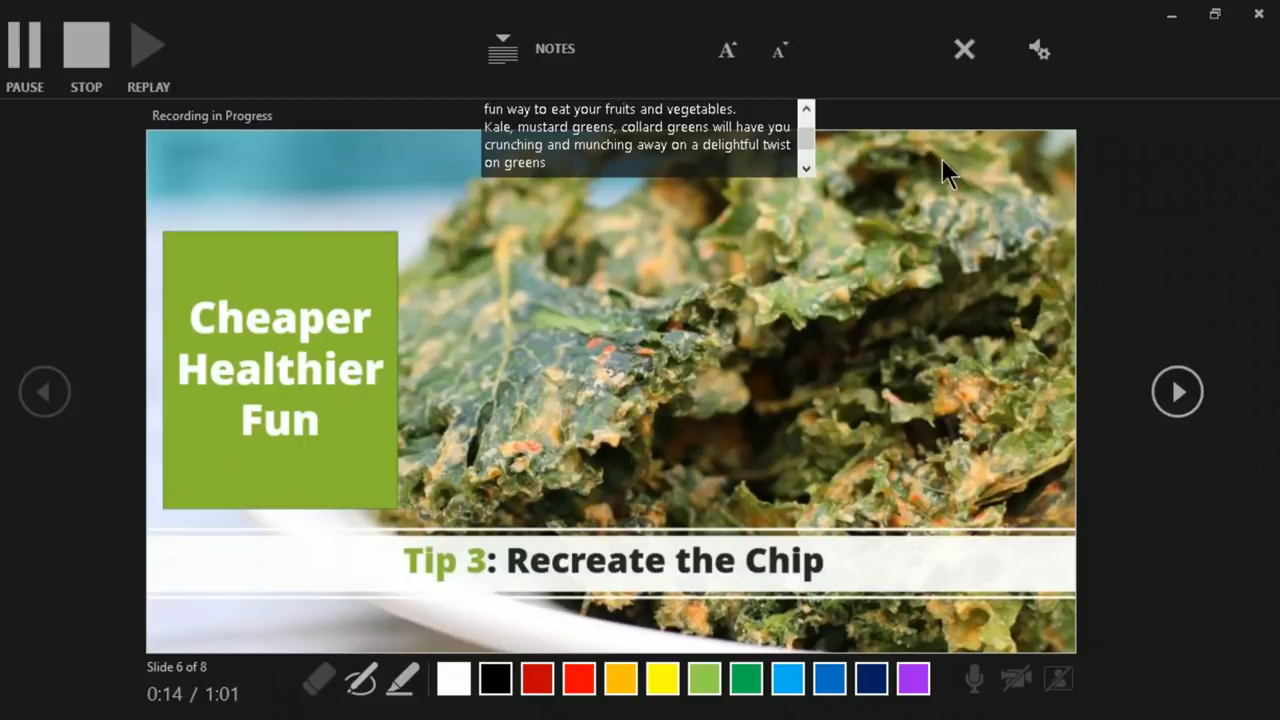 PAUSE
STOP
REPLAY
NOTES
A
A
Recording in Progress
fun way to eat your fruits and vegetables.
Kale, mustard greens, collard greens will have you
crunching and munching away on a delightful twist
on greens
Cheaper
Healthier
Fun
Tip 3: Recreate the Chip
Slide 6 of 8
0:14 / 1:01